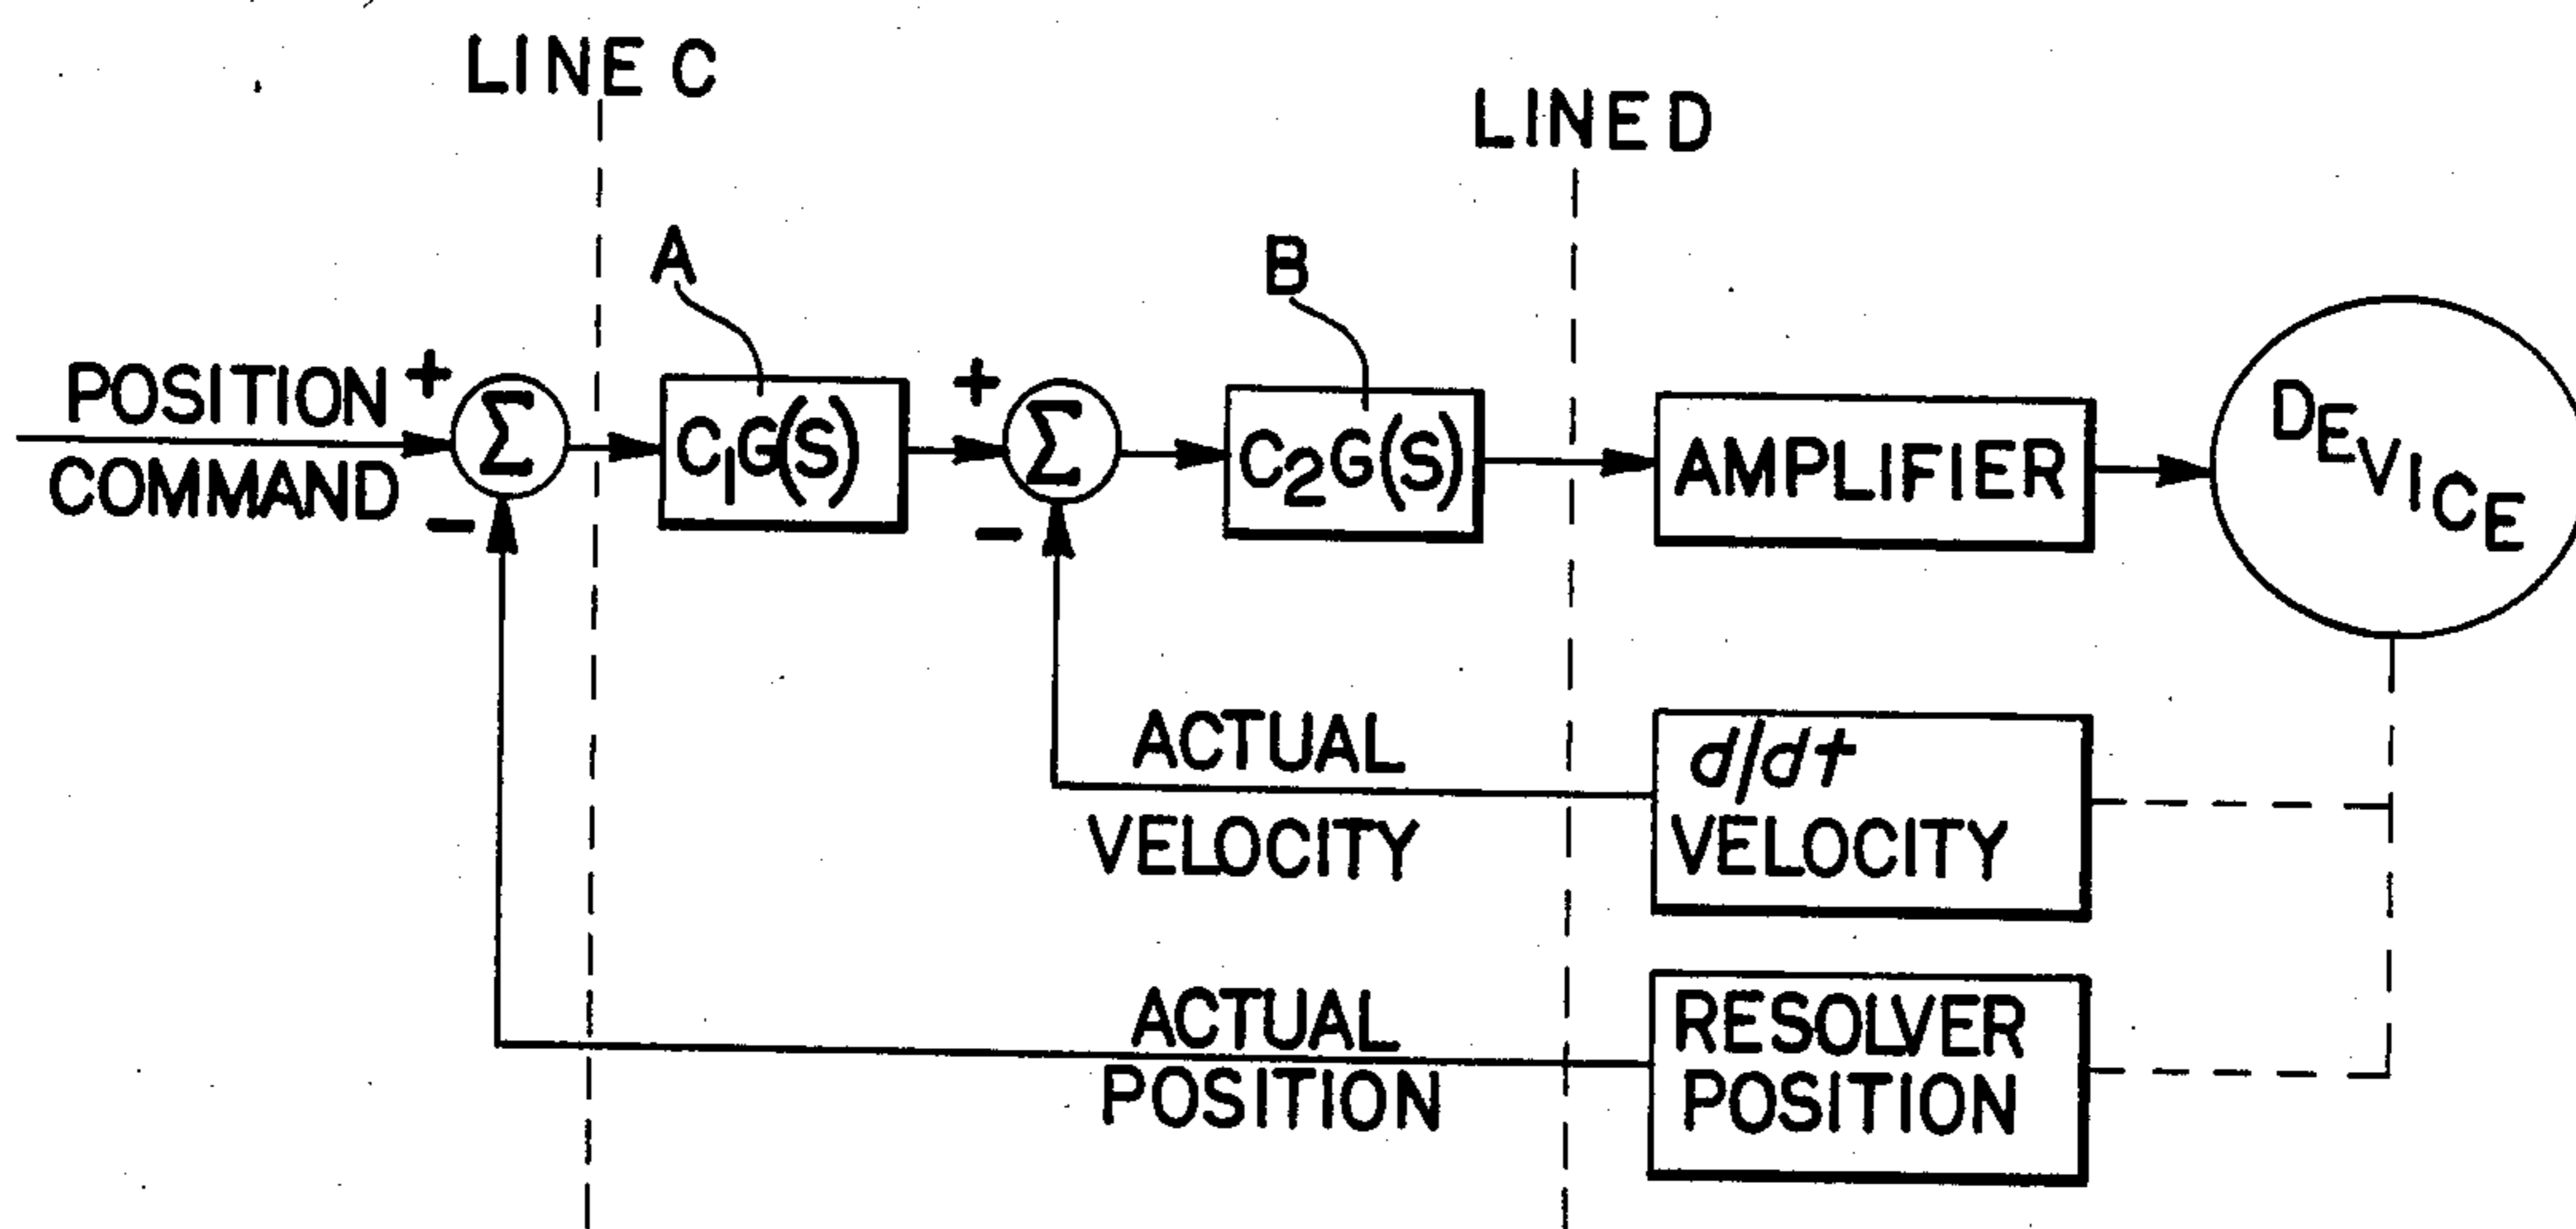 LINE C
LINE D
A
B
POSITION
COMMAND
+
-
Σ
C₁G(S)
+
-
Σ
C₂G(S)
AMPLIFIER
DEVICE
ACTUAL
VELOCITY
d/dt
VELOCITY
ACTUAL
POSITION
RESOLVER
POSITION